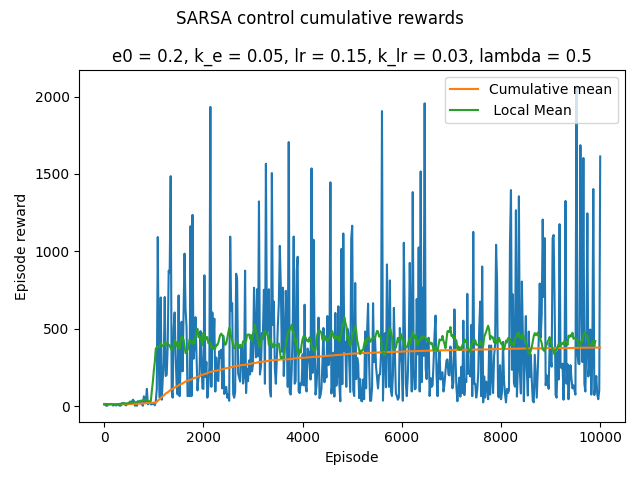 SARSA control cumulative rewards
e0 = 0.2, k_e = 0.05, lr = 0.15, k_lr = 0.03, lambda = 0.5
Cumulative mean
Local Mean
Episode reward
2000
1500
1000
500
0
0 2000 4000 6000 8000 10000
Episode